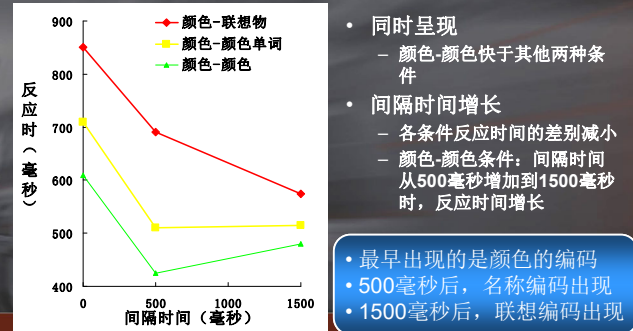 900
800
700
600
500
400
反应时（毫秒）
颜色-联想物
颜色-颜色单词
颜色-颜色
0
500
1000
1500
间隔时间（毫秒）
• 同时呈现
– 颜色-颜色快于其他两种条
件
• 间隔时间增长
– 各条件反应时间的差别减小
– 颜色-颜色条件：间隔时间
从500毫秒增加到1500毫秒
时，反应时间增长
• 最早出现的是颜色的编码
• 500毫秒后，名称编码出现
• 1500毫秒后，联想编码出现